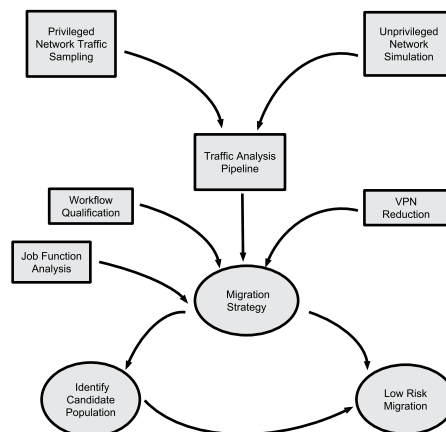 Privileged
Network Traffic
Sampling
Unprivileged
Network
Simulation
Traffic Analysis
Pipeline
Workflow
Qualification
VPN
Reduction
Job Function
Analysis
Migration
Strategy
Identify
Candidate
Population
Low Risk
Migration